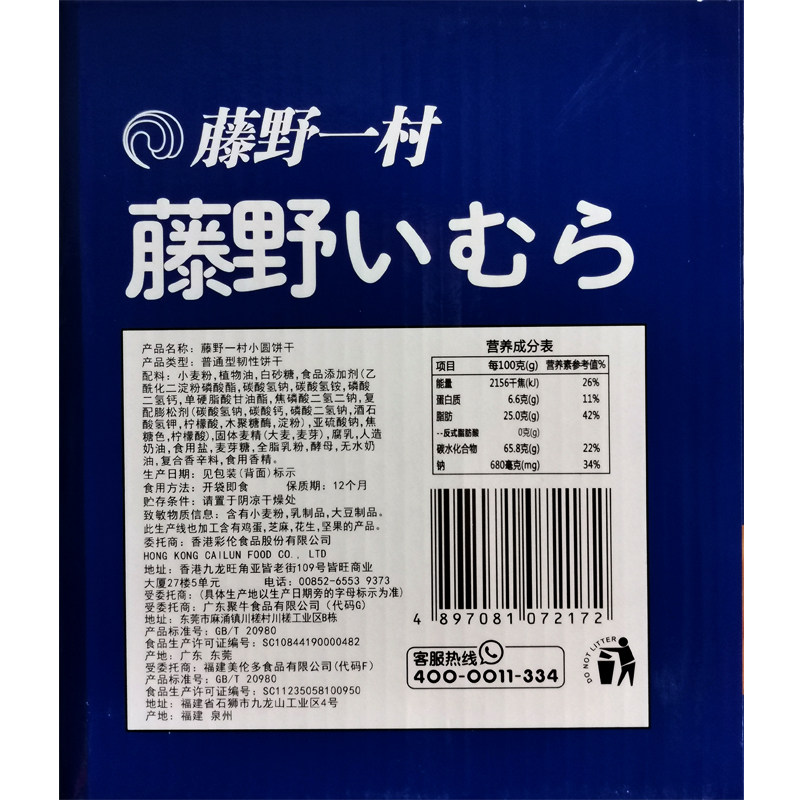 藤野一村
藤野いむら
产品名称：藤野一村小圆饼干
产品类型：普通型韧性饼干
配料：小麦粉,植物油,白砂糖,食品添加剂(乙
酰化二淀粉磷酸酯,碳酸氢钠,碳酸氢铵,磷酸
二氢钙,单硬脂酸甘油酯,焦磷酸二氢二钠,复
配膨松剂(碳酸氢钠,碳酸钙,磷酸二氢钠,酒石
酸氢钾,柠檬酸,木聚糖酶,淀粉),亚硫酸钠,焦
糖色,柠檬酸),固体麦精(大麦,麦芽),腐乳,人造
奶油,食用盐,麦芽糖,全脂乳粉,酵母,无水奶
油,复合香辛料,食用香精。
生产日期：见包装(背面)标示
食用方法：开袋即食 保质期：12个月
贮存条件：请置于阴凉干燥处
致敏物质信息：含有小麦粉,乳制品,大豆制品。
此生产线也加工含有鸡蛋,芝麻,花生,坚果的产品。
委托商：香港彩伦食品股份有限公司
HONG KONG CAILUN FOOD CO., LTD
地址：香港九龙旺角亚皆老街109号皆旺商业
大厦27楼5单元 电话：00852-6553 9373
受委托商：(具体生产地以生产日期旁的字母标示为准)
受委托商：广东聚牛食品有限公司（代码G）
地址：东莞市麻涌镇川槎村川槎工业区B栋
产品标准号：GB/T 20980
食品生产许可证编号：SC10844190000482
产地：广东 东莞
受委托商：福建美伦多食品有限公司(代码F)
产品标准号：GB/T 20980
食品生产许可证编号：SC11235058100950
地址：福建省石狮市九龙山工业区4号
产地：福建 泉州
营养成分表
项目 每100克(g) 营养素参考值%
能量 2156千焦(kJ) 26%
蛋白质 6.6克(g) 11%
脂肪 25.0克(g) 42%
--反式脂肪酸 0克(g)
碳水化合物 65.8克(g) 22%
钠 680毫克(mg) 34%
4 897081 072172
客服热线
400-0011-334
DO NOT LITTER